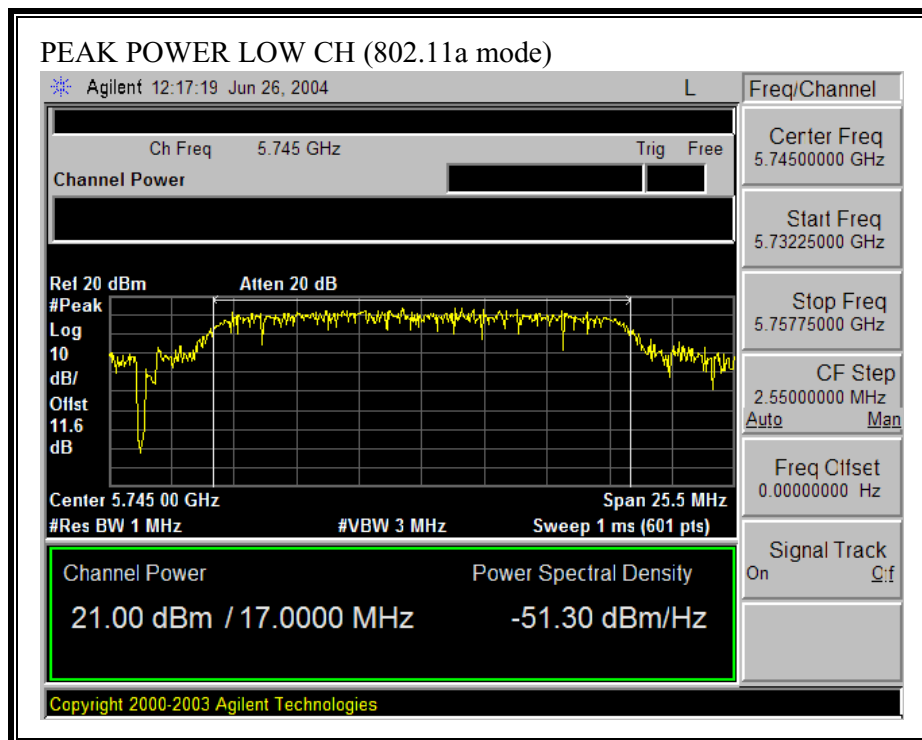 PEAK POWER LOW CH (802.11a mode)
Agilent 12:17:19 Jun 26, 2004 L
Freq/Channel
Ch Freq 5.745 GHz Trig Free
Channel Power
Center Freq
5.74500000 GHz
Start Freq
5.73225000 GHz
Stop Freq
5.75775000 GHz
CF Step
2.55000000 MHz
Auto Man
Freq Offset
0.00000000 Hz
Signal Track
On Off
Ref 20 dBm Atten 20 dB
#Peak
Log
10
dB/
Offst
11.6
dB
Center 5.745 00 GHz Span 25.5 MHz
#Res BW 1 MHz #VBW 3 MHz Sweep 1 ms (601 pts)
Channel Power Power Spectral Density
21.00 dBm / 17.0000 MHz -51.30 dBm/Hz
Copyright 2000-2003 Agilent Technologies